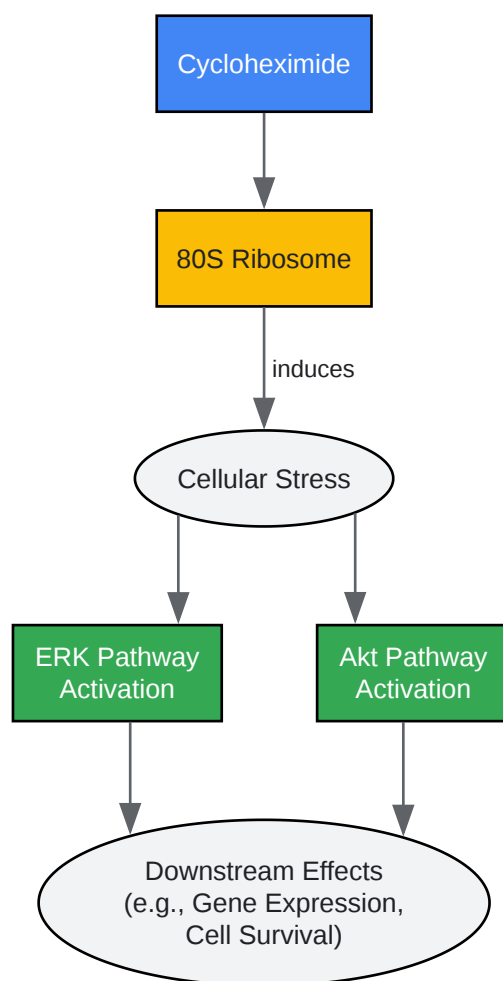 Cycloheximide
80S Ribosome
induces
Cellular Stress
ERK Pathway
Activation
Akt Pathway
Activation
Downstream Effects
(e.g., Gene Expression,
Cell Survival)